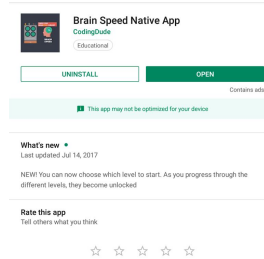 Brain Speed Native App
CodingDude
Educational
UNINSTALL
OPEN
Contains ads
This app may not be optimized for your device
What's new
Last updated Jul 14, 2017
NEW! You can now choose which level to start. As you progress through the
different levels, they become unlocked
Rate this app
Tell others what you think